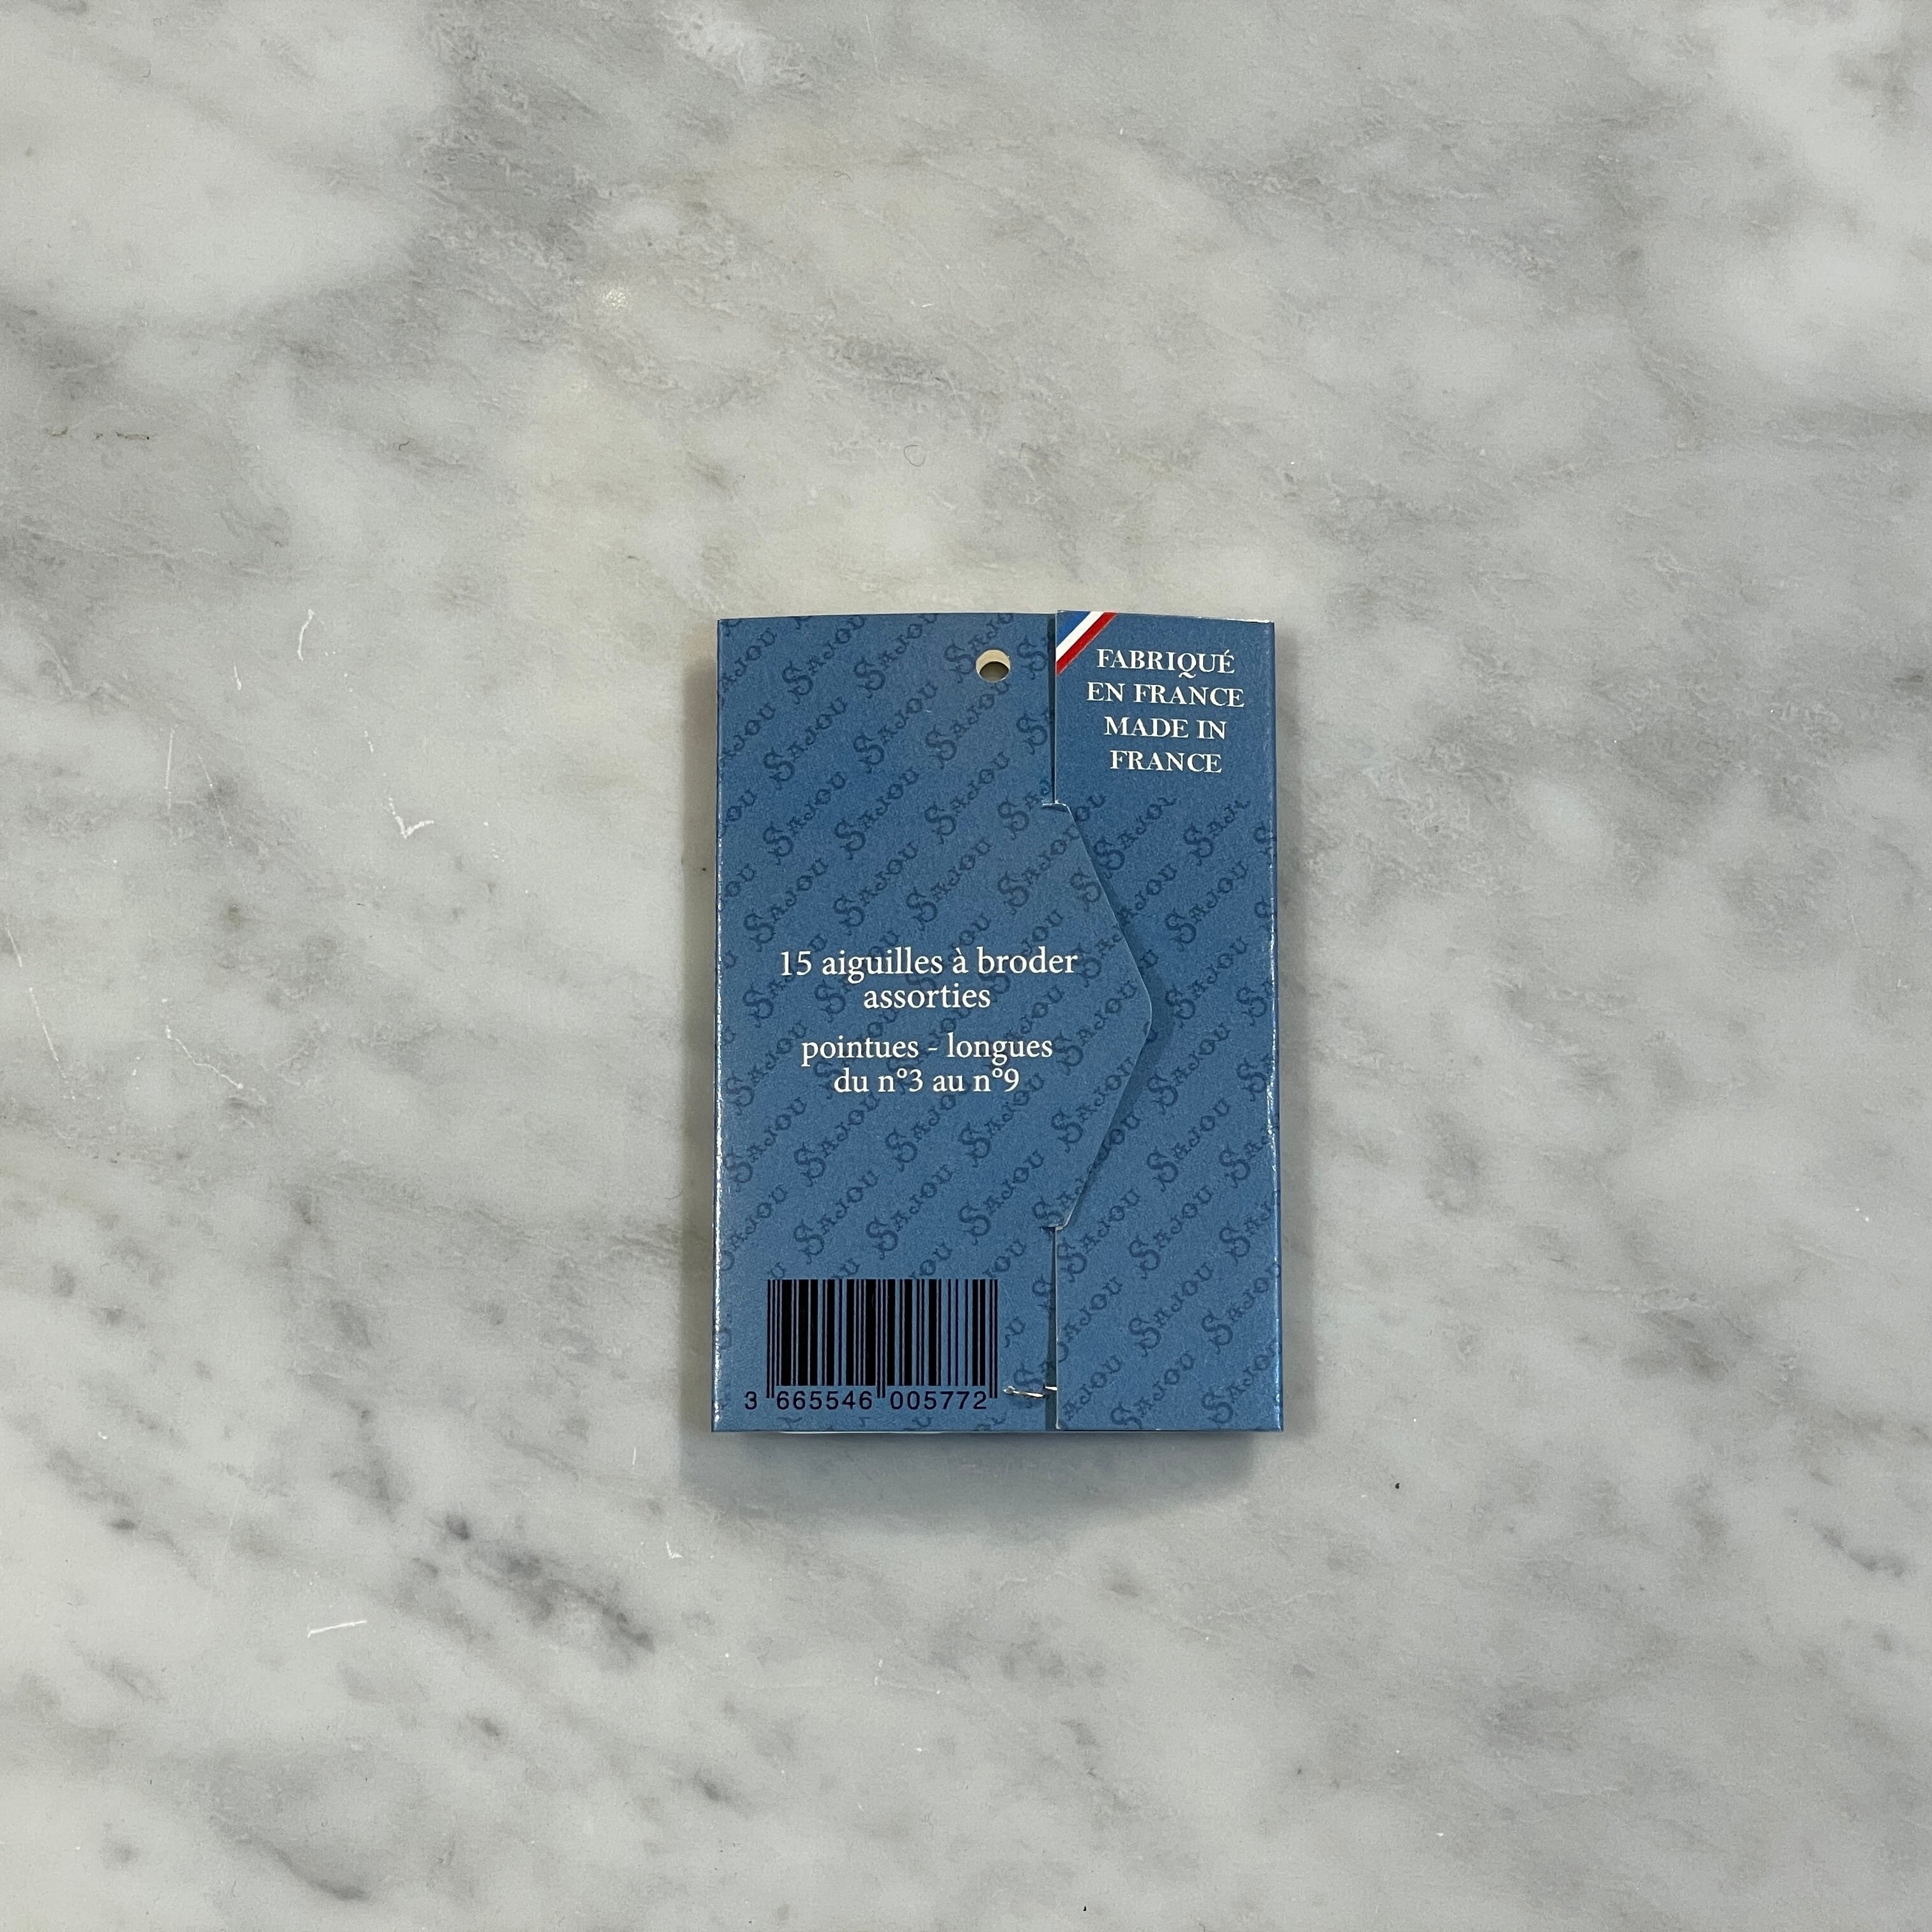 FABRIQUÉ
EN FRANCE
MADE IN
FRANCE
15 aiguilles à broder
assorties
pointues - longues
du n°3 au n°9
3 665546 005772
SAJOU